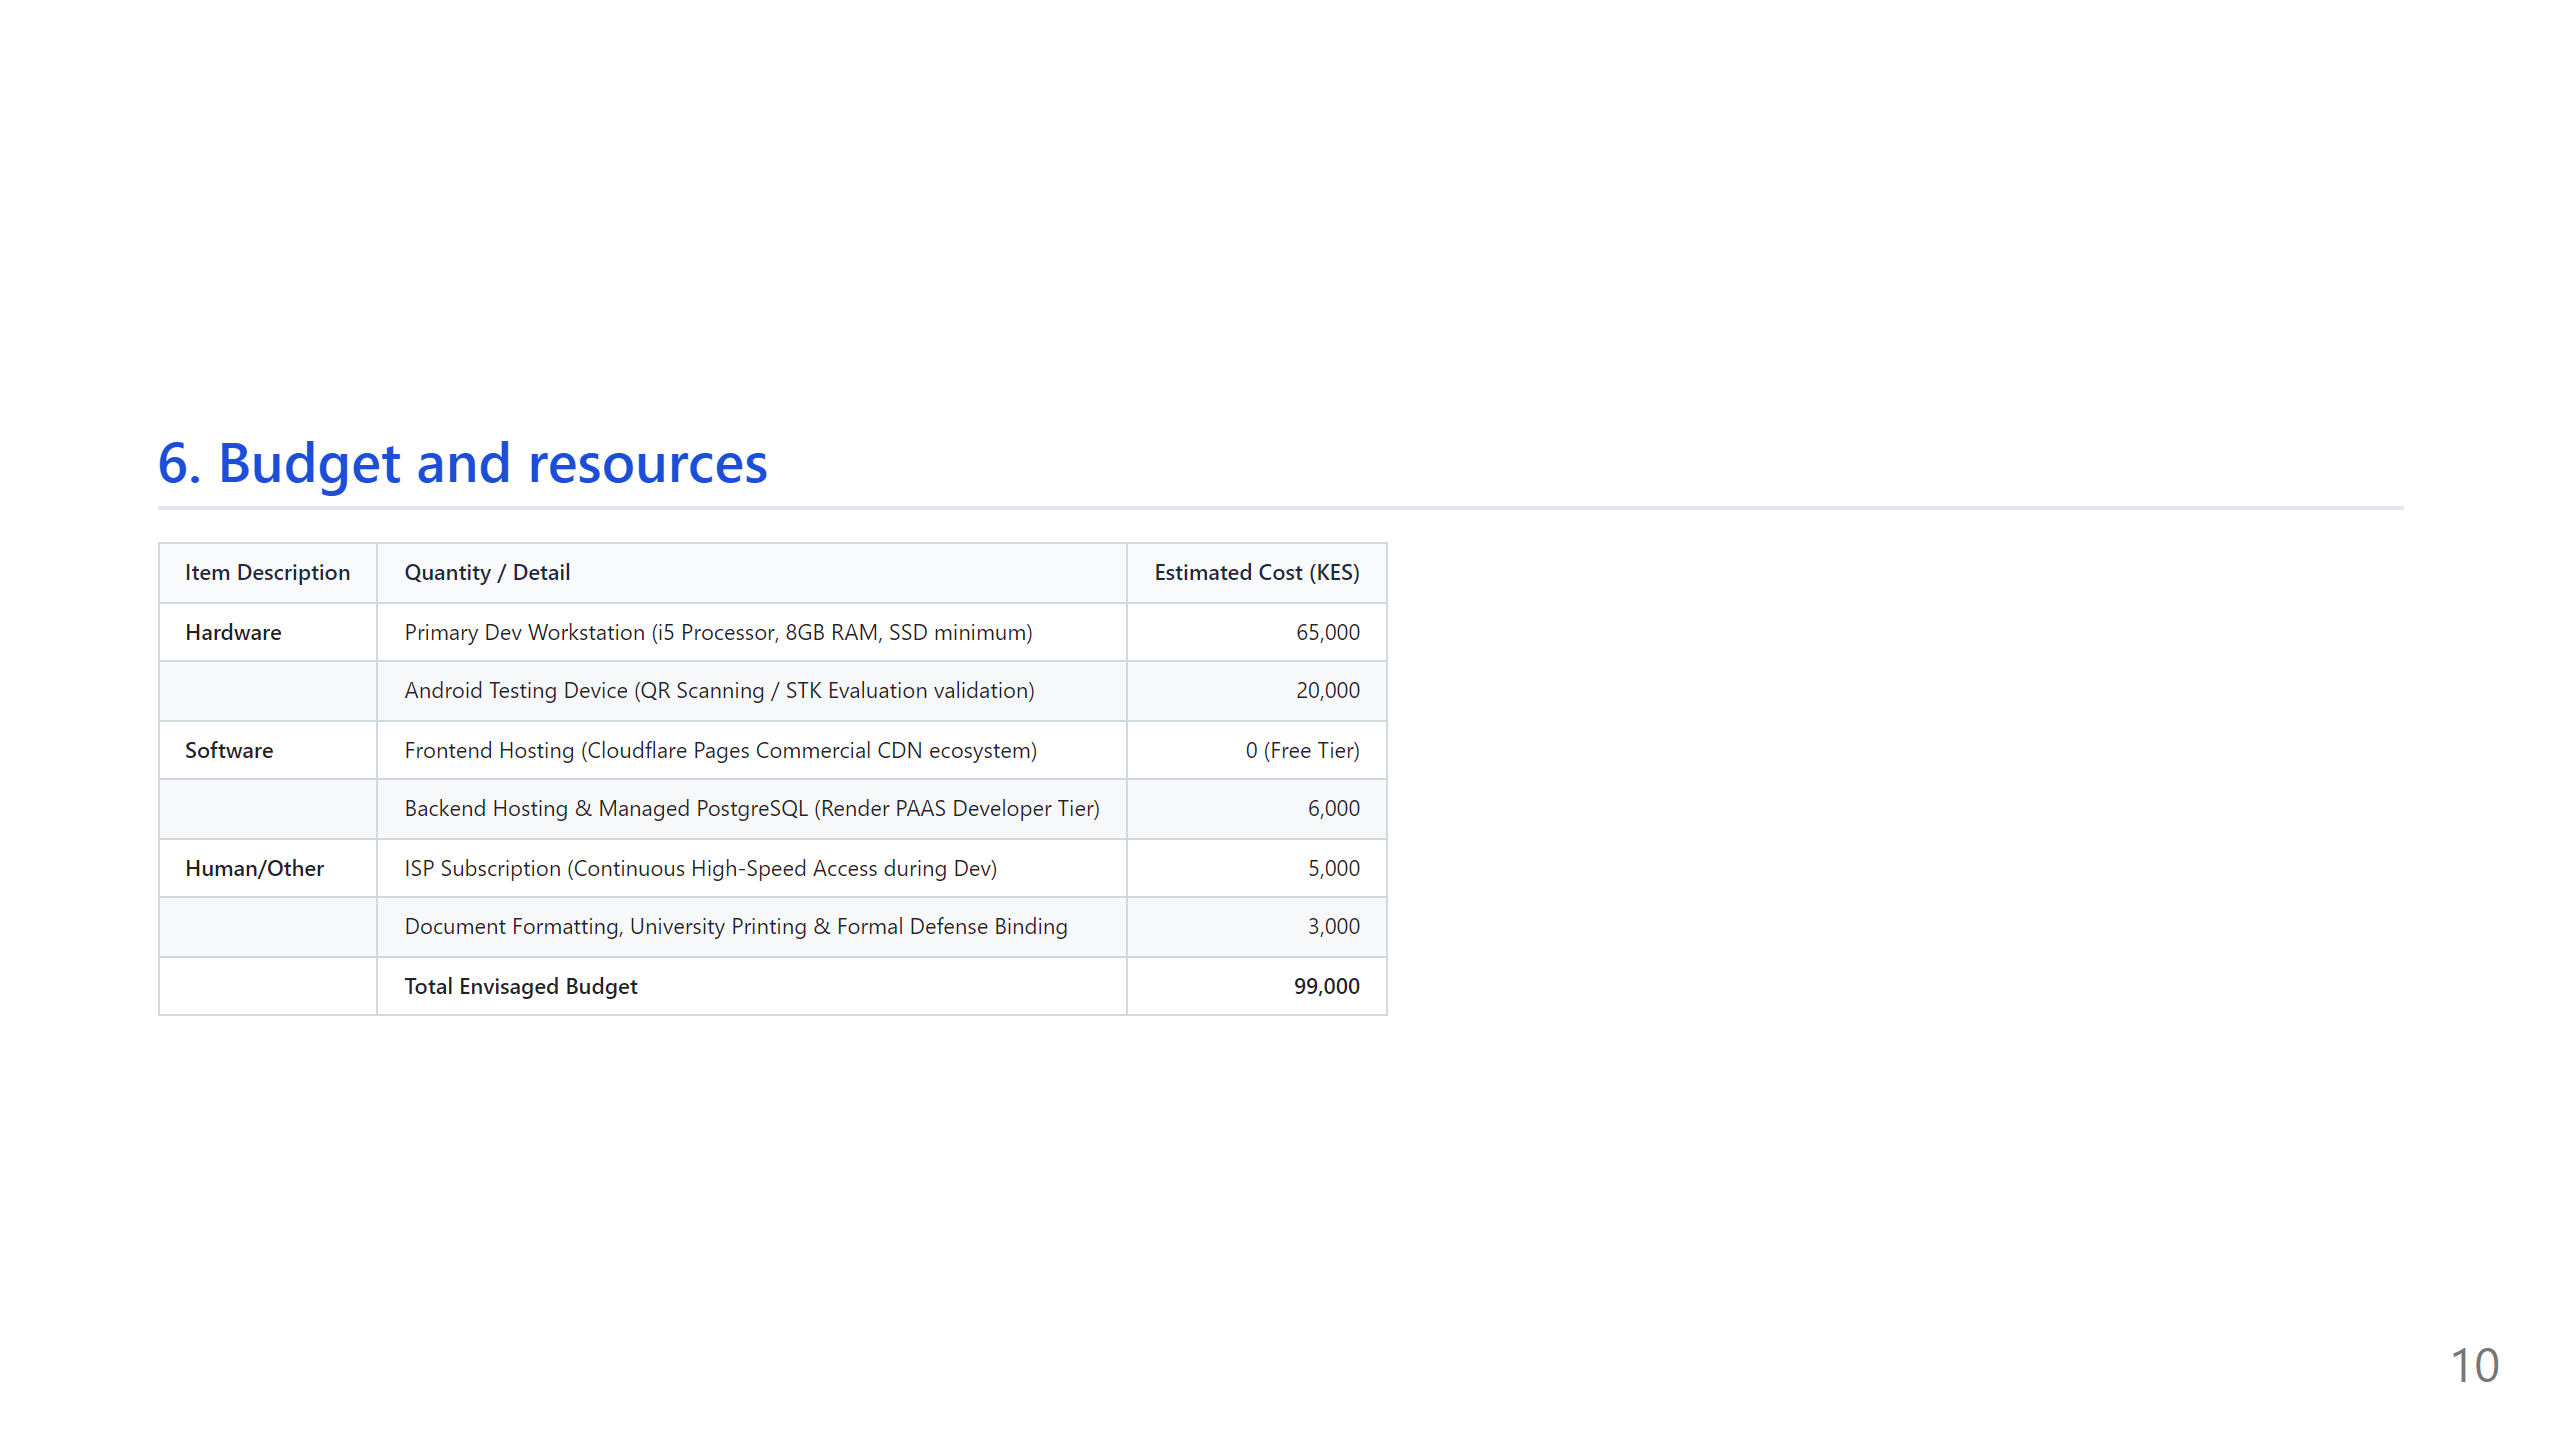 6. Budget and resources
Item Description Quantity / Detail Estimated Cost (KES)
Hardware Primary Dev Workstation (i5 Processor, 8GB RAM, SSD minimum) 65,000
Android Testing Device (QR Scanning / STK Evaluation validation) 20,000
Software Frontend Hosting (Cloudflare Pages Commercial CDN ecosystem) 0 (Free Tier)
Backend Hosting & Managed PostgreSQL (Render PAAS Developer Tier) 6,000
Human/Other ISP Subscription (Continuous High-Speed Access during Dev) 5,000
Document Formatting, University Printing & Formal Defense Binding 3,000
Total Envisaged Budget 99,000
10